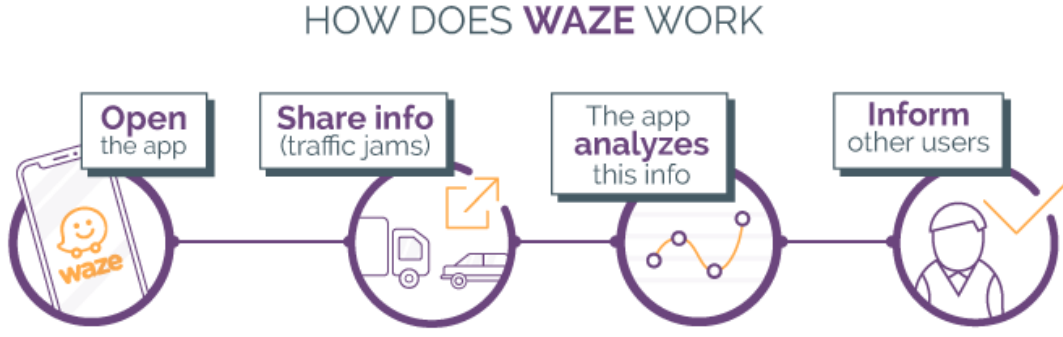 HOW DOES WAZE WORK
Open
the app
waze
Share info
(traffic jams)
The app
analyzes
this info
Inform
other users